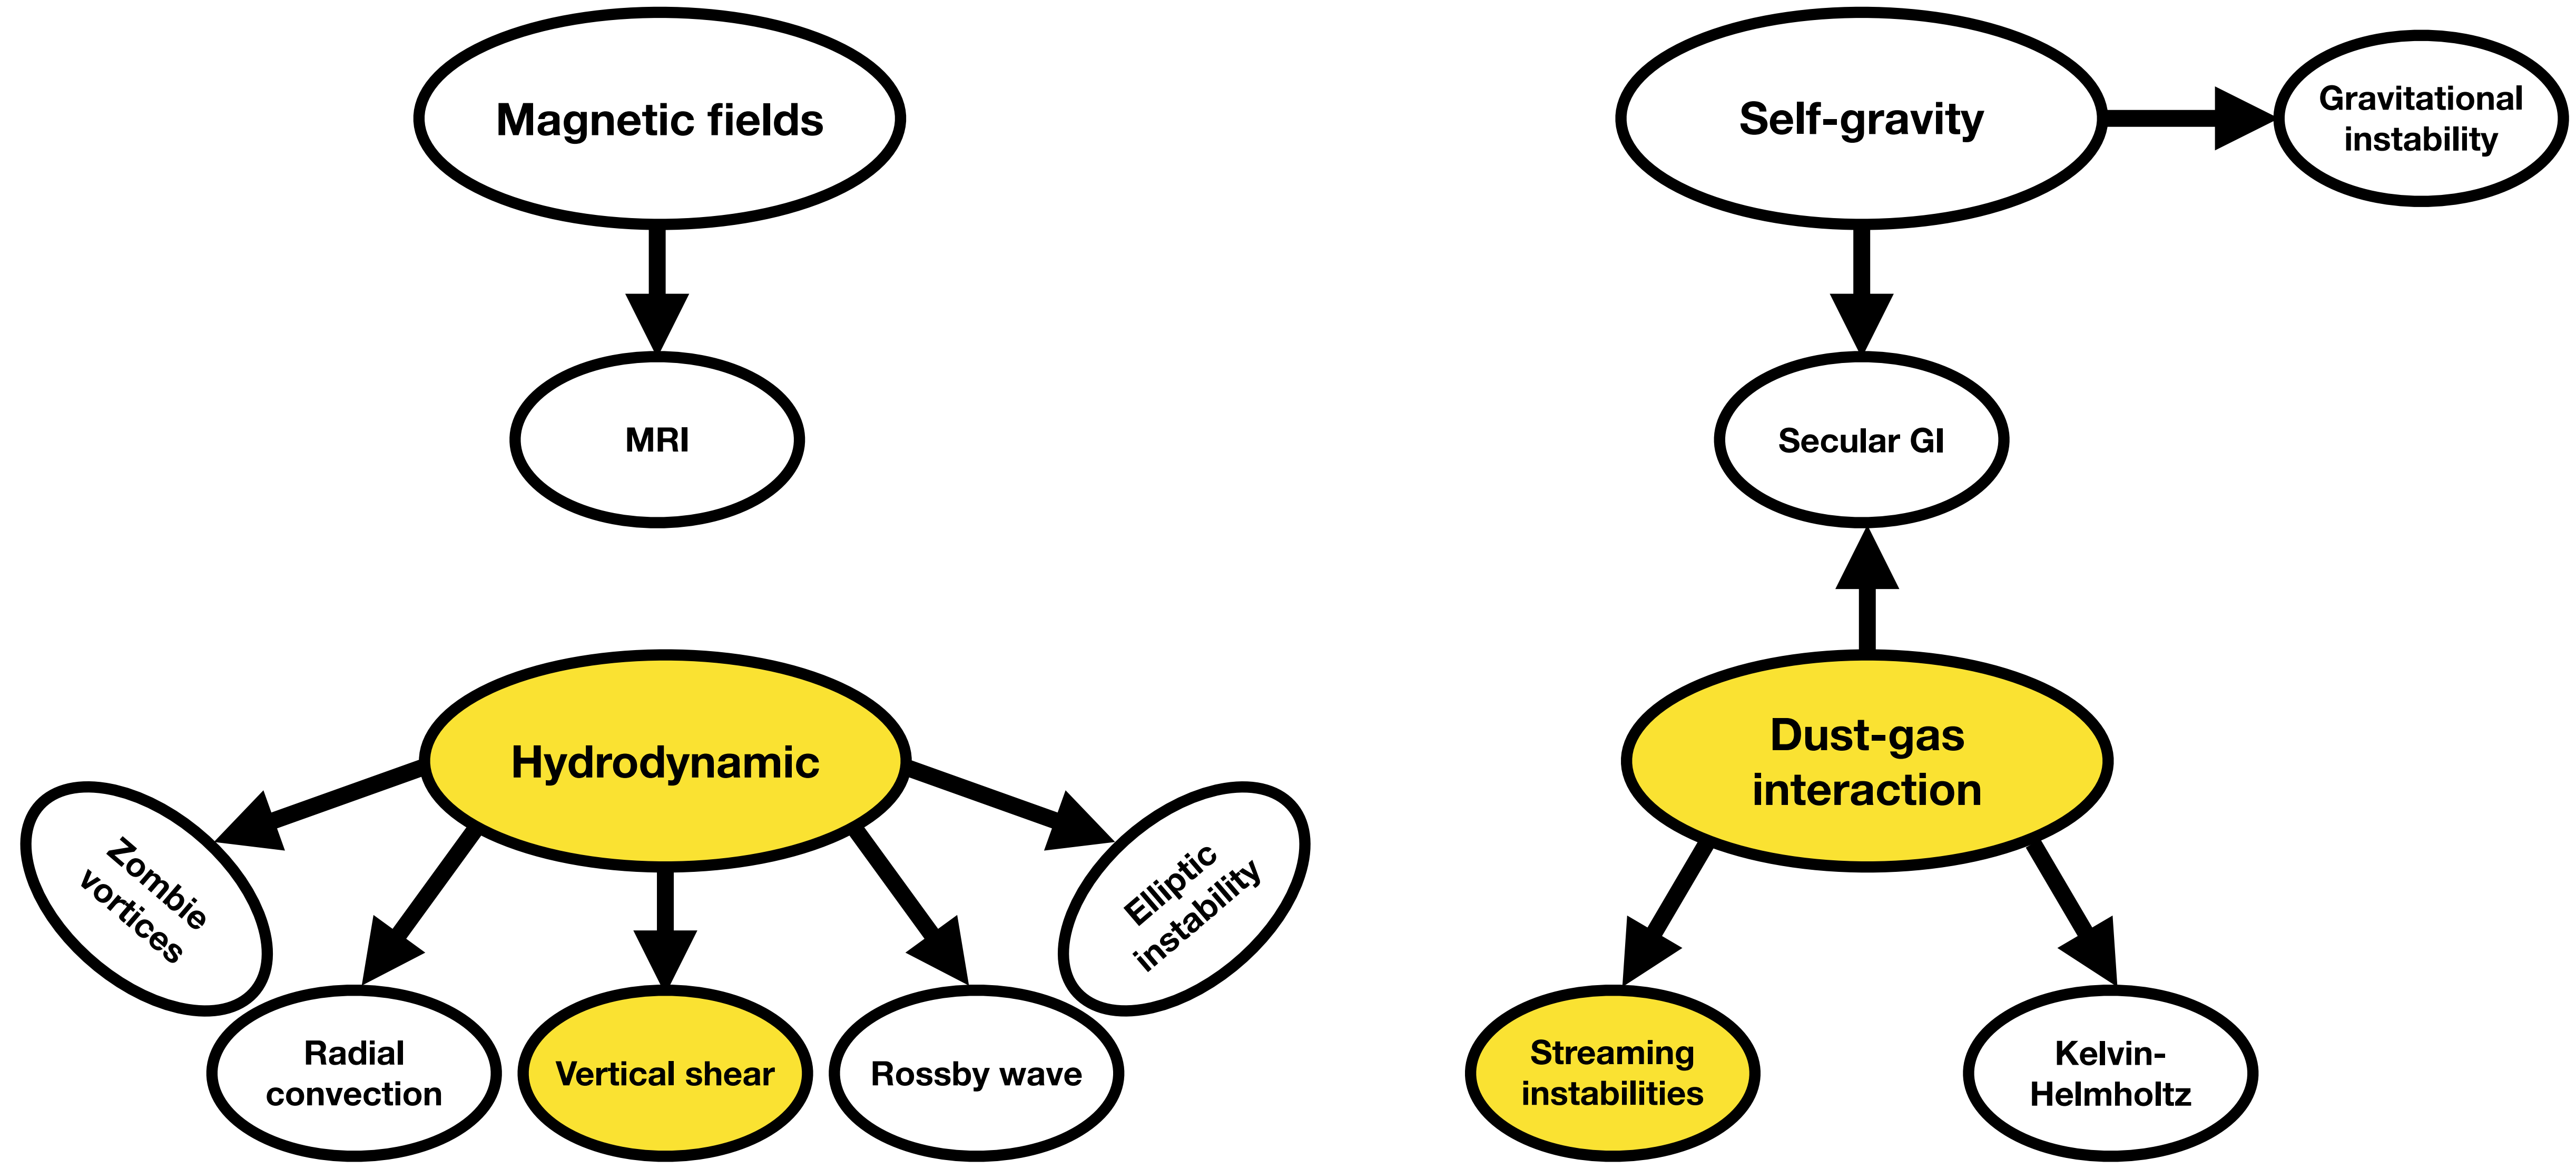 Magnetic fields
Self-gravity
Gravitational
instability
MRI
Secular GI
Hydrodynamic
Dust-gas
interaction
Zombie
vortices
Elliptic
instability
Radial
convection
Vertical shear
Rossby wave
Streaming
instabilities
Kelvin-
Helmholtz